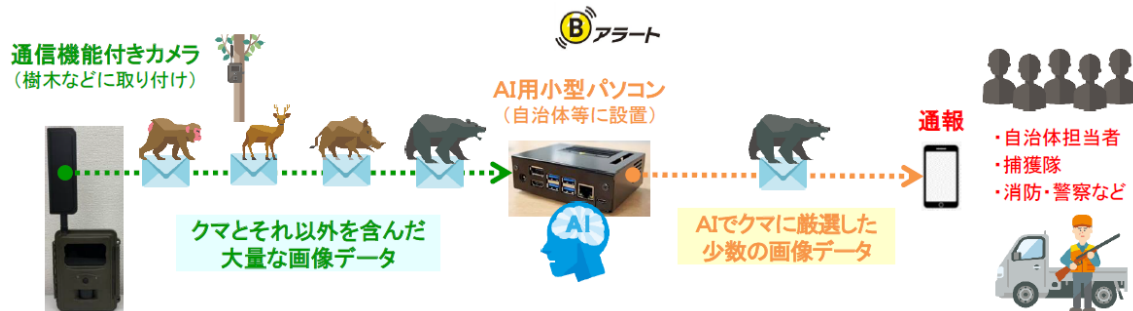 Bアラート
通信機能付きカメラ
（樹木などに取り付け）
AI用小型パソコン
（自治体等に設置）
通報
・自治体担当者
・捕獲隊
・消防・警察など
AI
クマとそれ以外を含んだ
大量な画像データ
AIでクマに厳選した
少数の画像データ